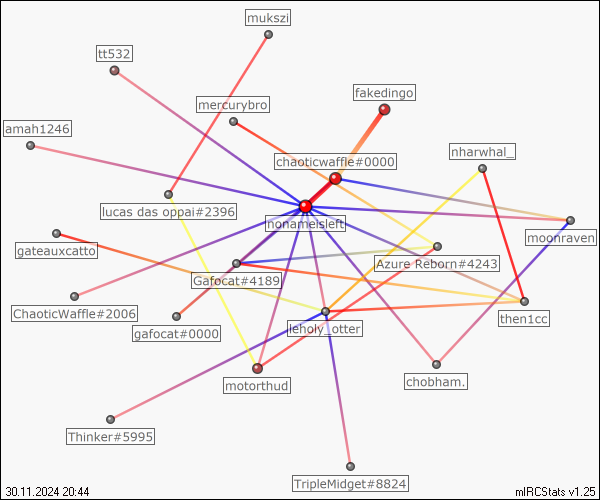 mukszi
tt532
fakedingo
mercurybro
amah1246
nharwhal_
chaoticwaffle#0000
lucas das oppai#2396
nonameisleft
moonraven
gateauxcatto
Azure Reborn#4243
Gafocat#4189
ChaoticWaffle#2006
then1cc
gafocat#0000
leholy_otter
motorthud
chobham.
Thinker#5995
TripleMidget#8824
30.11.2024 20:44
mIRCStats v1.25